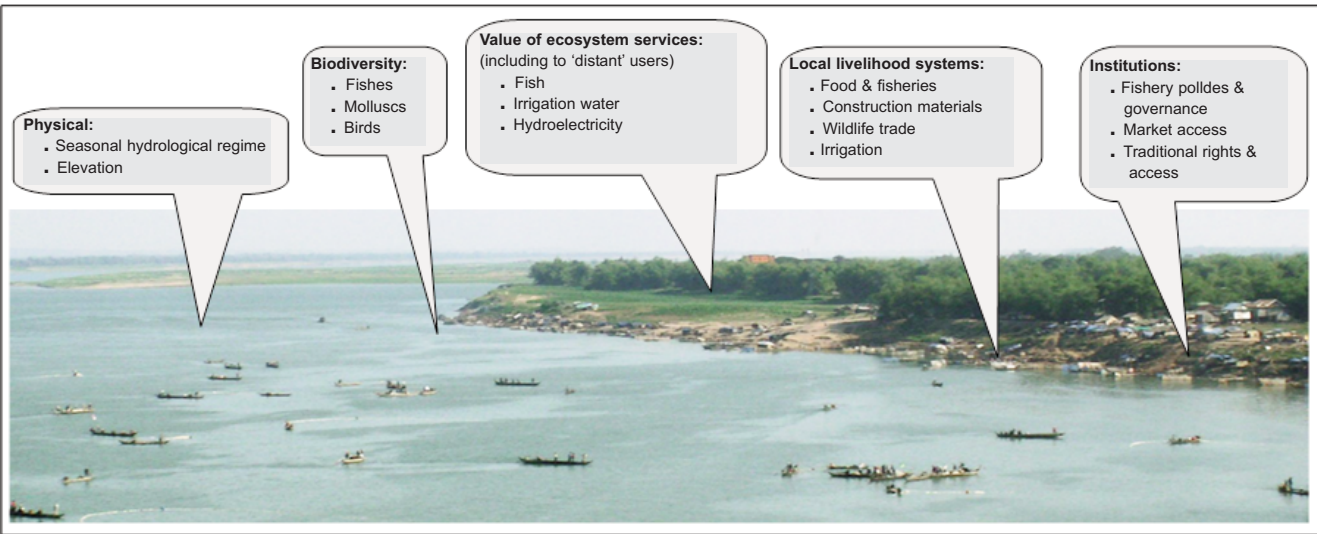 Physical:
. Seasonal hydrological regime
. Elevation
Biodiversity:
. Fishes
. Molluscs
. Birds
Value of ecosystem services:
(including to ‘distant’ users)
. Fish
. Irrigation water
. Hydroelectricity
Local livelihood systems:
. Food & fisheries
. Construction materials
. Wildlife trade
. Irrigation
Institutions:
. Fishery polldes &
governance
. Market access
. Traditional rights &
access